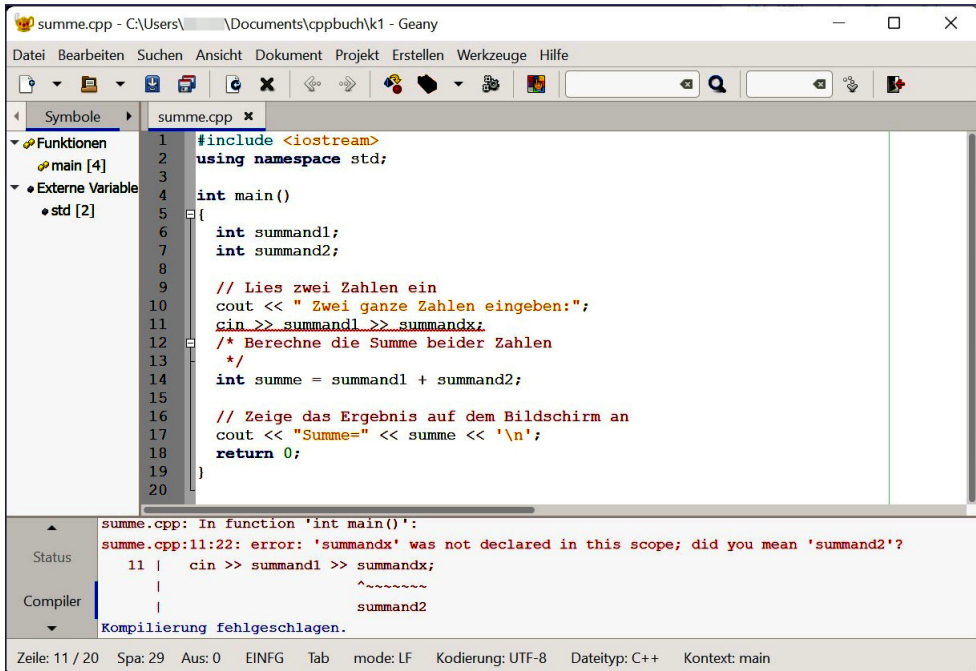 summe.cpp - C:\Users\ \Documents\cppbuch\k1 - Geany
Datei Bearbeiten Suchen Ansicht Dokument Projekt Erstellen Werkzeuge Hilfe
Symbole summe.cpp
Funktionen
main [4]
Externe Variable
std [2]
1 #include <iostream>
2 using namespace std;
3
4 int main()
5 {
6 int summand1;
7 int summand2;
8
9 // Lies zwei Zahlen ein
10 cout << " Zwei ganze Zahlen eingeben:";
11 cin >> summand1 >> summandx;
12 /* Berechne die Summe beider Zahlen
13 */
14 int summe = summand1 + summand2;
15
16 // Zeige das Ergebnis auf dem Bildschirm an
17 cout << "Summe=" << summe << '\n';
18 return 0;
19 }
20
Status
Compiler
summe.cpp: In function 'int main()':
summe.cpp:11:22: error: 'summandx' was not declared in this scope; did you mean 'summand2'?
11 | cin >> summand1 >> summandx;
| ^~~~~~~~
| summand2
Kompilierung fehlgeschlagen.
Zeile: 11 / 20 Spa: 29 Aus: 0 EINFG Tab mode: LF Kodierung: UTF-8 Dateityp: C++ Kontext: main